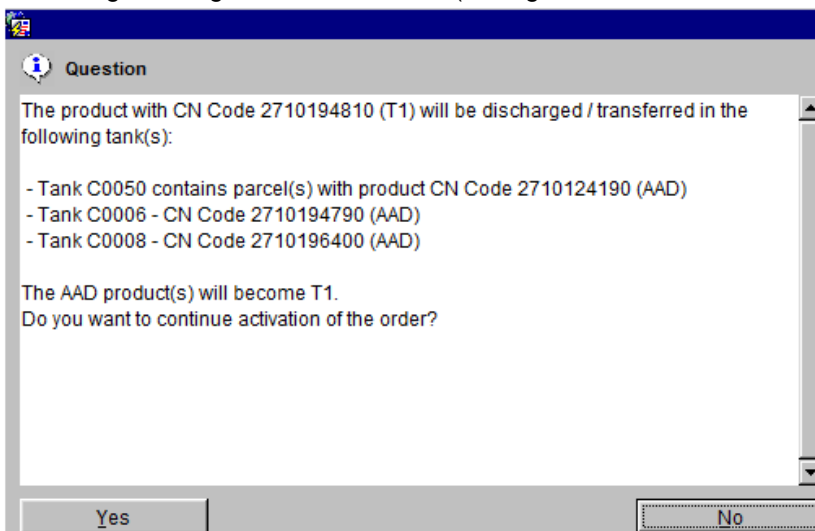 Question
The product with CN Code 2710194810 (T1) will be discharged / transferred in the
following tank(s):
- Tank C0050 contains parcel(s) with product CN Code 2710124190 (AAD)
- Tank C0006 - CN Code 2710194790 (AAD)
- Tank C0008 - CN Code 2710196400 (AAD)
The AAD product(s) will become T1.
Do you want to continue activation of the order?
Yes
No